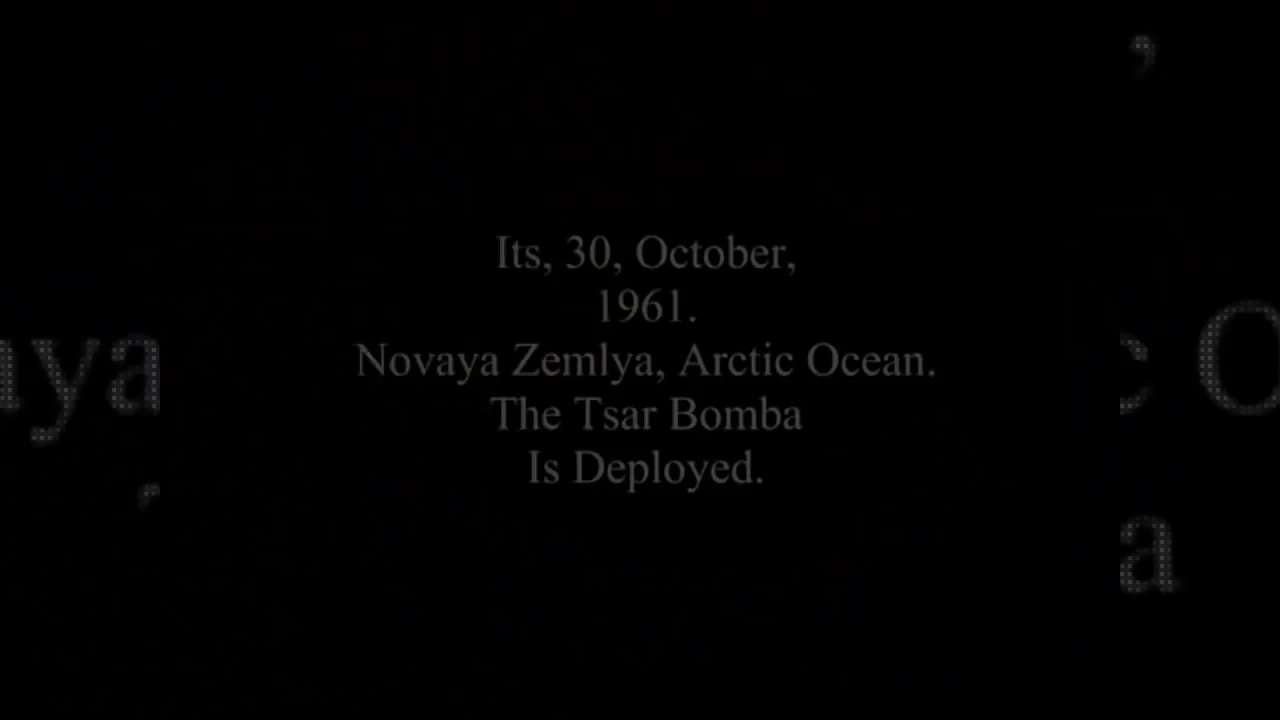 Its, 30, October,
1961.
Novaya Zemlya, Arctic Ocean.
The Tsar Bomba
Is Deployed.